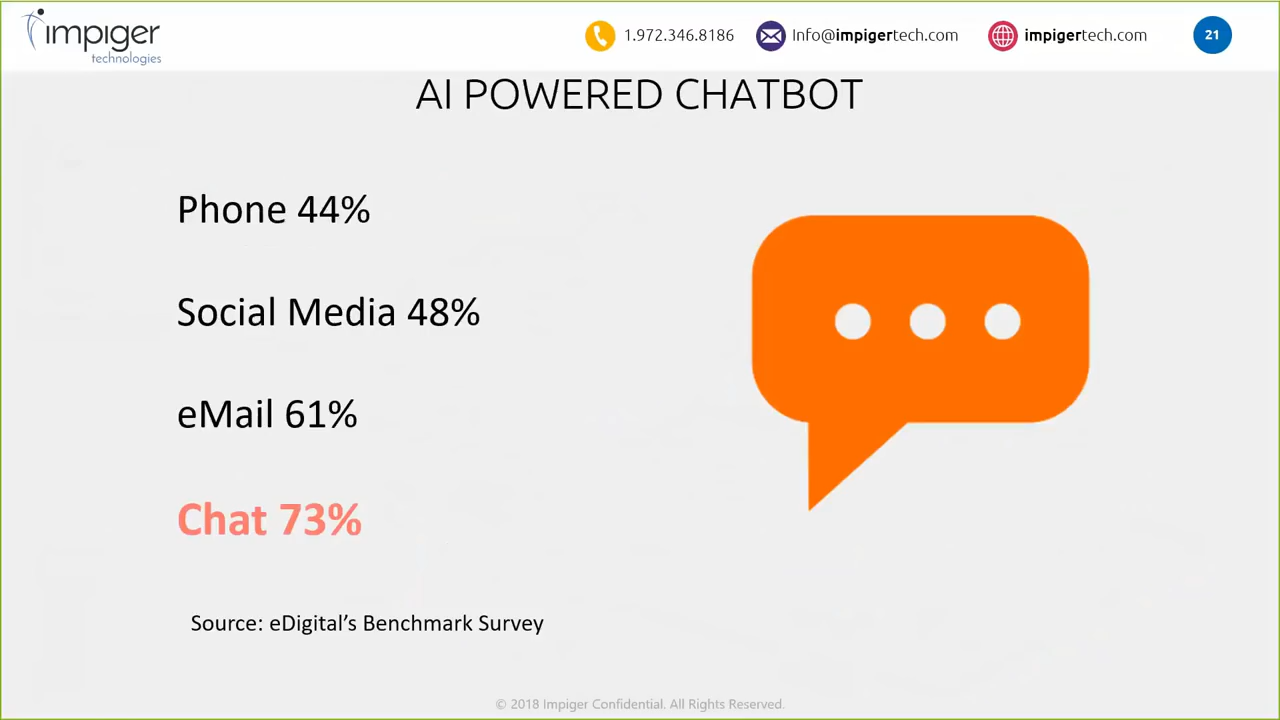 impiger
technologies
1.972.346.8186
Info@impigertech.com
impigertech.com
21
AI POWERED CHATBOT
Phone 44%
Social Media 48%
eMail 61%
Chat 73%
Source: eDigital’s Benchmark Survey
© 2018 Impiger Confidential. All Rights Reserved.